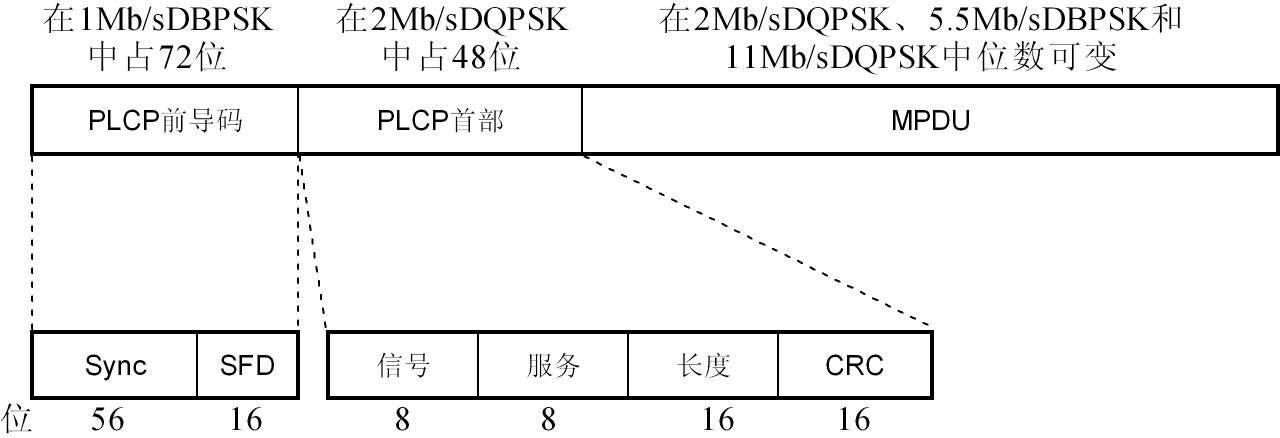 在1Mb/sDBPSK
中占72位
在2Mb/sDQPSK
中占48位
在2Mb/sDQPSK、5.5Mb/sDBPSK和
11Mb/sDQPSK中位数可变
PLCP前导码
PLCP首部
MPDU
Sync
SFD
信号
服务
长度
CRC
位
56
16
8
8
16
16